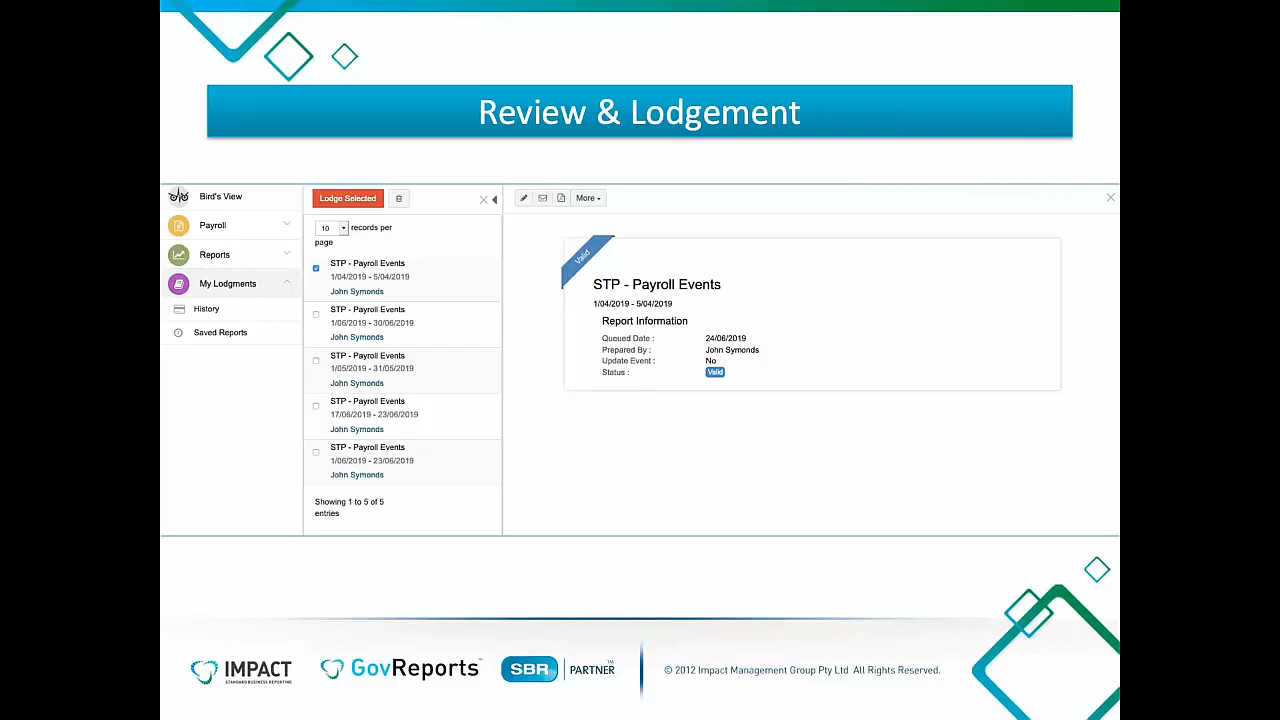 Review & Lodgement
Bird's View
Payroll
Reports
My Lodgments
History
Saved Reports
Lodge Selected
10 records per
page
STP - Payroll Events
1/04/2019 - 5/04/2019
John Symonds
STP - Payroll Events
1/06/2019 - 30/06/2019
John Symonds
STP - Payroll Events
1/05/2019 - 31/05/2019
John Symonds
STP - Payroll Events
17/06/2019 - 23/06/2019
John Symonds
STP - Payroll Events
1/06/2019 - 23/06/2019
John Symonds
Showing 1 to 5 of 5
entries
More
Valid
STP - Payroll Events
1/04/2019 - 5/04/2019
Report Information
Queued Date : 24/06/2019
Prepared By : John Symonds
Update Event : No
Status : Valid
IMPACT
STANDARD BUSINESS REPORTING
GovReports™
SBR PARTNER™
© 2012 Impact Management Group Pty Ltd All Rights Reserved.